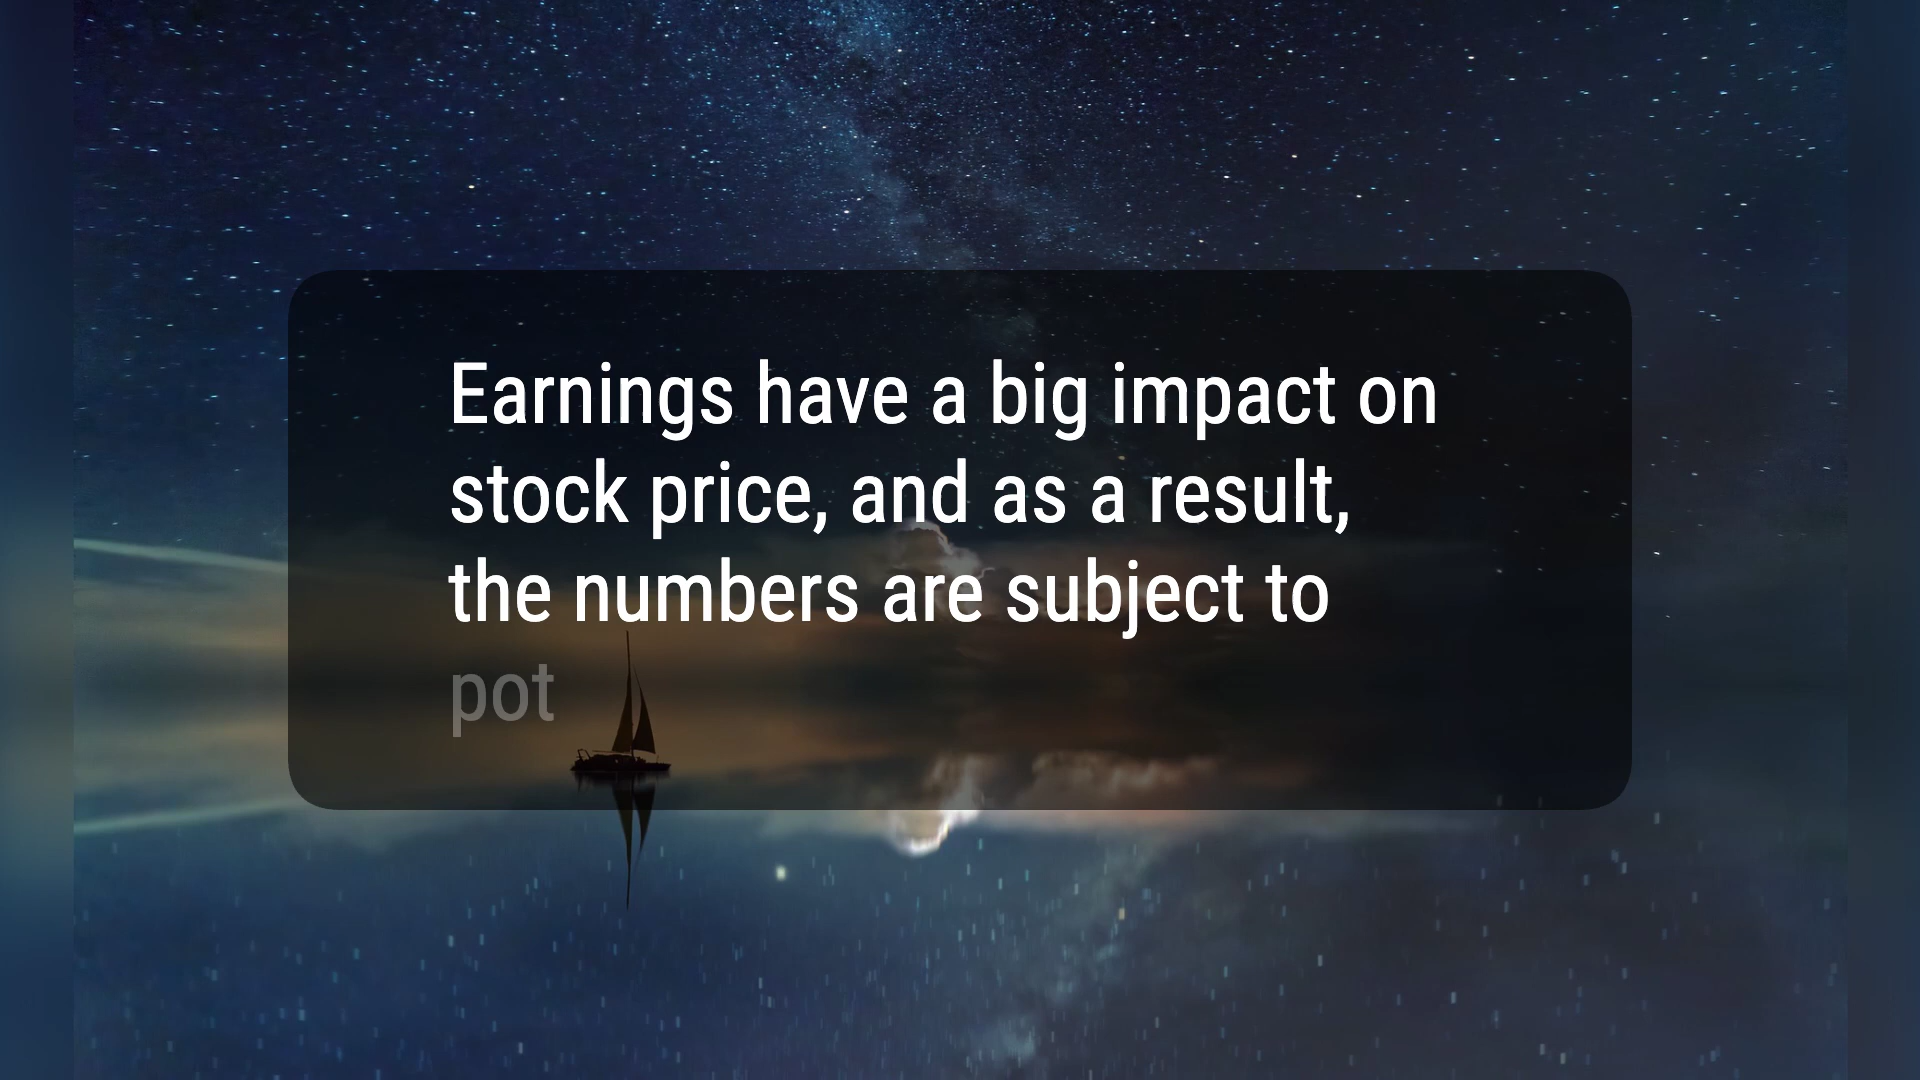 Earnings have a big impact on
stock price, and as a result,
the numbers are subject to
pot